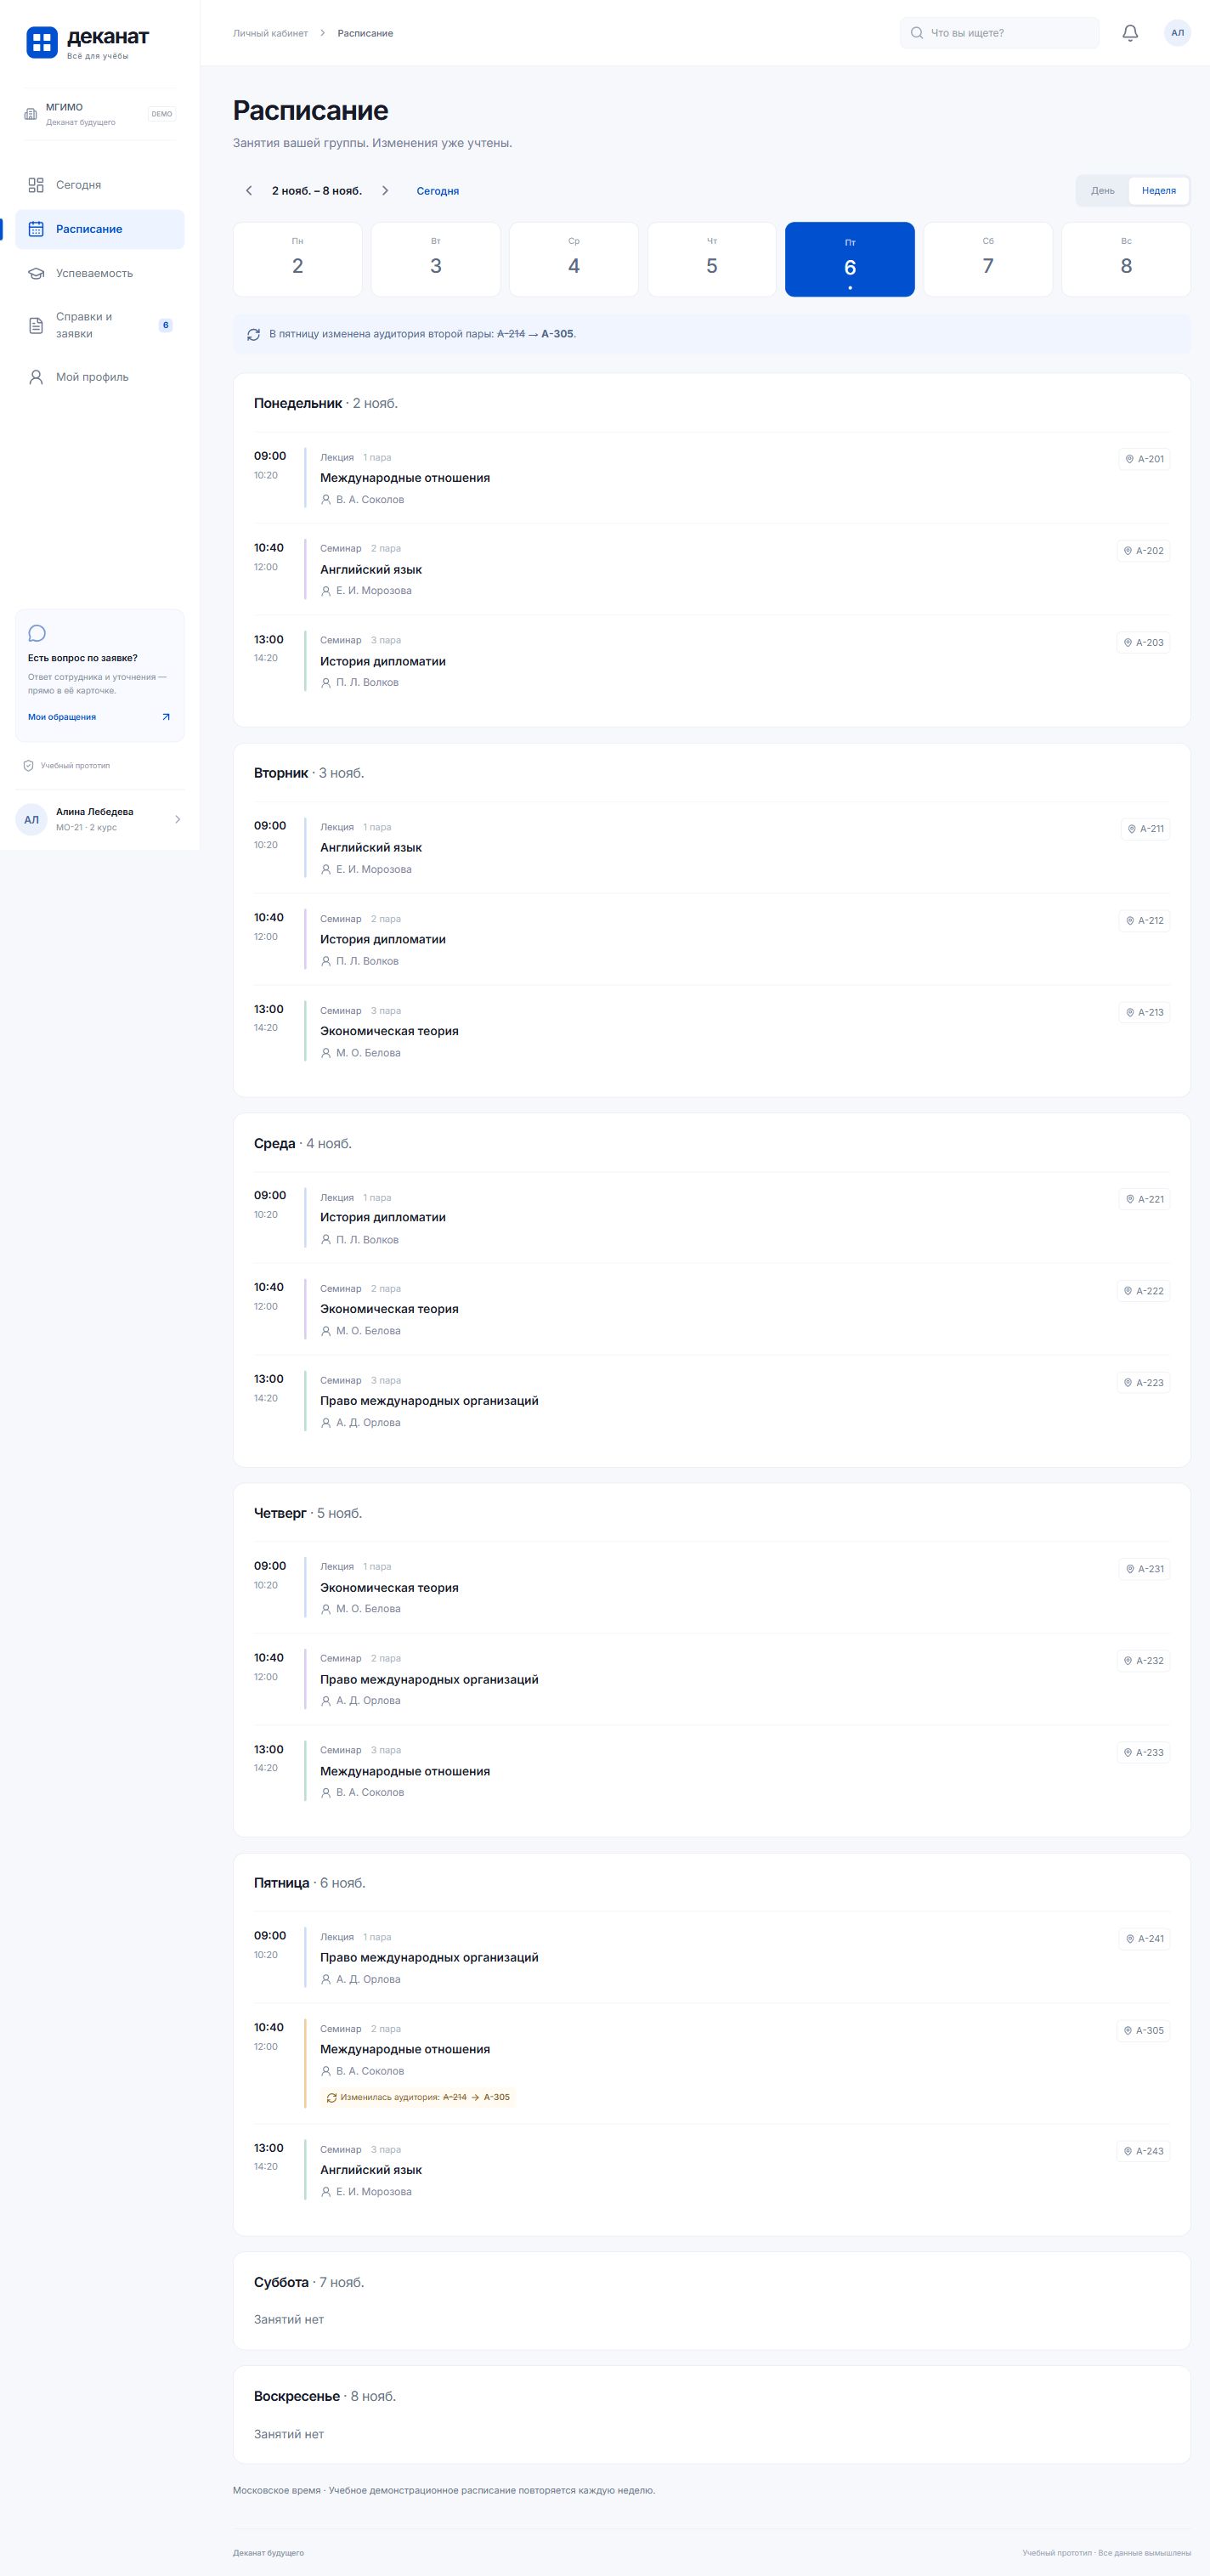 деканат
Всё для учёбы
МГИМО
Деканат будущего
DEMO
Сегодня
Расписание
Успеваемость
Справки и
заявки
6
Мой профиль
Есть вопрос по заявке?
Ответ сотрудника и уточнения —
прямо в её карточке.
Мои обращения
Учебный прототип
АЛ
Алина Лебедева
МО-21 · 2 курс
Личный кабинет
Расписание
Что вы ищете?
АЛ
Расписание
Занятия вашей группы. Изменения уже учтены.
2 нояб. – 8 нояб.
Сегодня
День
Неделя
Пн
2
Вт
3
Ср
4
Чт
5
Пт
6
Сб
7
Вс
8
В пятницу изменена аудитория второй пары: А-214 → А-305.
Понедельник · 2 нояб.
09:00
10:20
Лекция 1 пара
Международные отношения
В. А. Соколов
А-201
10:40
12:00
Семинар 2 пара
Английский язык
Е. И. Морозова
А-202
13:00
14:20
Семинар 3 пара
История дипломатии
П. Л. Волков
А-203
Вторник · 3 нояб.
09:00
10:20
Лекция 1 пара
Английский язык
Е. И. Морозова
А-211
10:40
12:00
Семинар 2 пара
История дипломатии
П. Л. Волков
А-212
13:00
14:20
Семинар 3 пара
Экономическая теория
М. О. Белова
А-213
Среда · 4 нояб.
09:00
10:20
Лекция 1 пара
История дипломатии
П. Л. Волков
А-221
10:40
12:00
Семинар 2 пара
Экономическая теория
М. О. Белова
А-222
13:00
14:20
Семинар 3 пара
Право международных организаций
А. Д. Орлова
А-223
Четверг · 5 нояб.
09:00
10:20
Лекция 1 пара
Экономическая теория
М. О. Белова
А-231
10:40
12:00
Семинар 2 пара
Право международных организаций
А. Д. Орлова
А-232
13:00
14:20
Семинар 3 пара
Международные отношения
В. А. Соколов
А-233
Пятница · 6 нояб.
09:00
10:20
Лекция 1 пара
Право международных организаций
А. Д. Орлова
А-241
10:40
12:00
Семинар 2 пара
Международные отношения
В. А. Соколов
Изменилась аудитория: А-214 → А-305
А-305
13:00
14:20
Семинар 3 пара
Английский язык
Е. И. Морозова
А-243
Суббота · 7 нояб.
Занятий нет
Воскресенье · 8 нояб.
Занятий нет
Московское время · Учебное демонстрационное расписание повторяется каждую неделю.
Деканат будущего
Учебный прототип · Все данные вымышлены